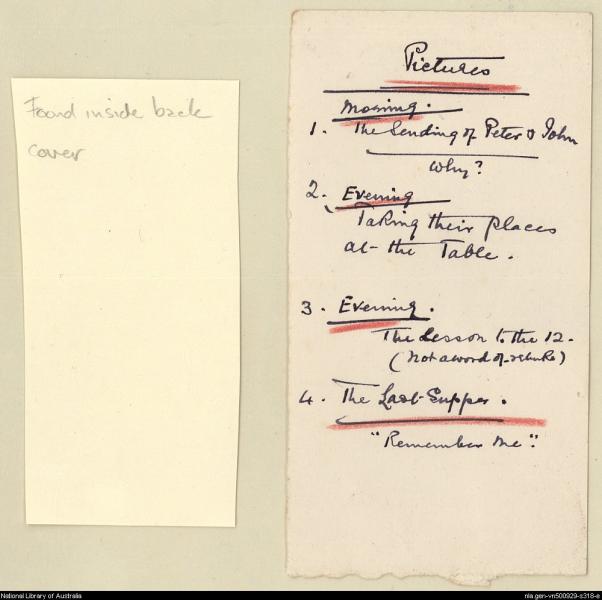 Found inside back
cover
Pictures
Morning.
1. The Sending of Peter & John
Why?
2. Evening
Taking their places
at the Table.
3. Evening.
The Lesson to the 12.
(Not a word of rebuke)
4. The Last Supper.
"Remember Me".
National Library of Australia
nla.gen-vn500929-s318-e